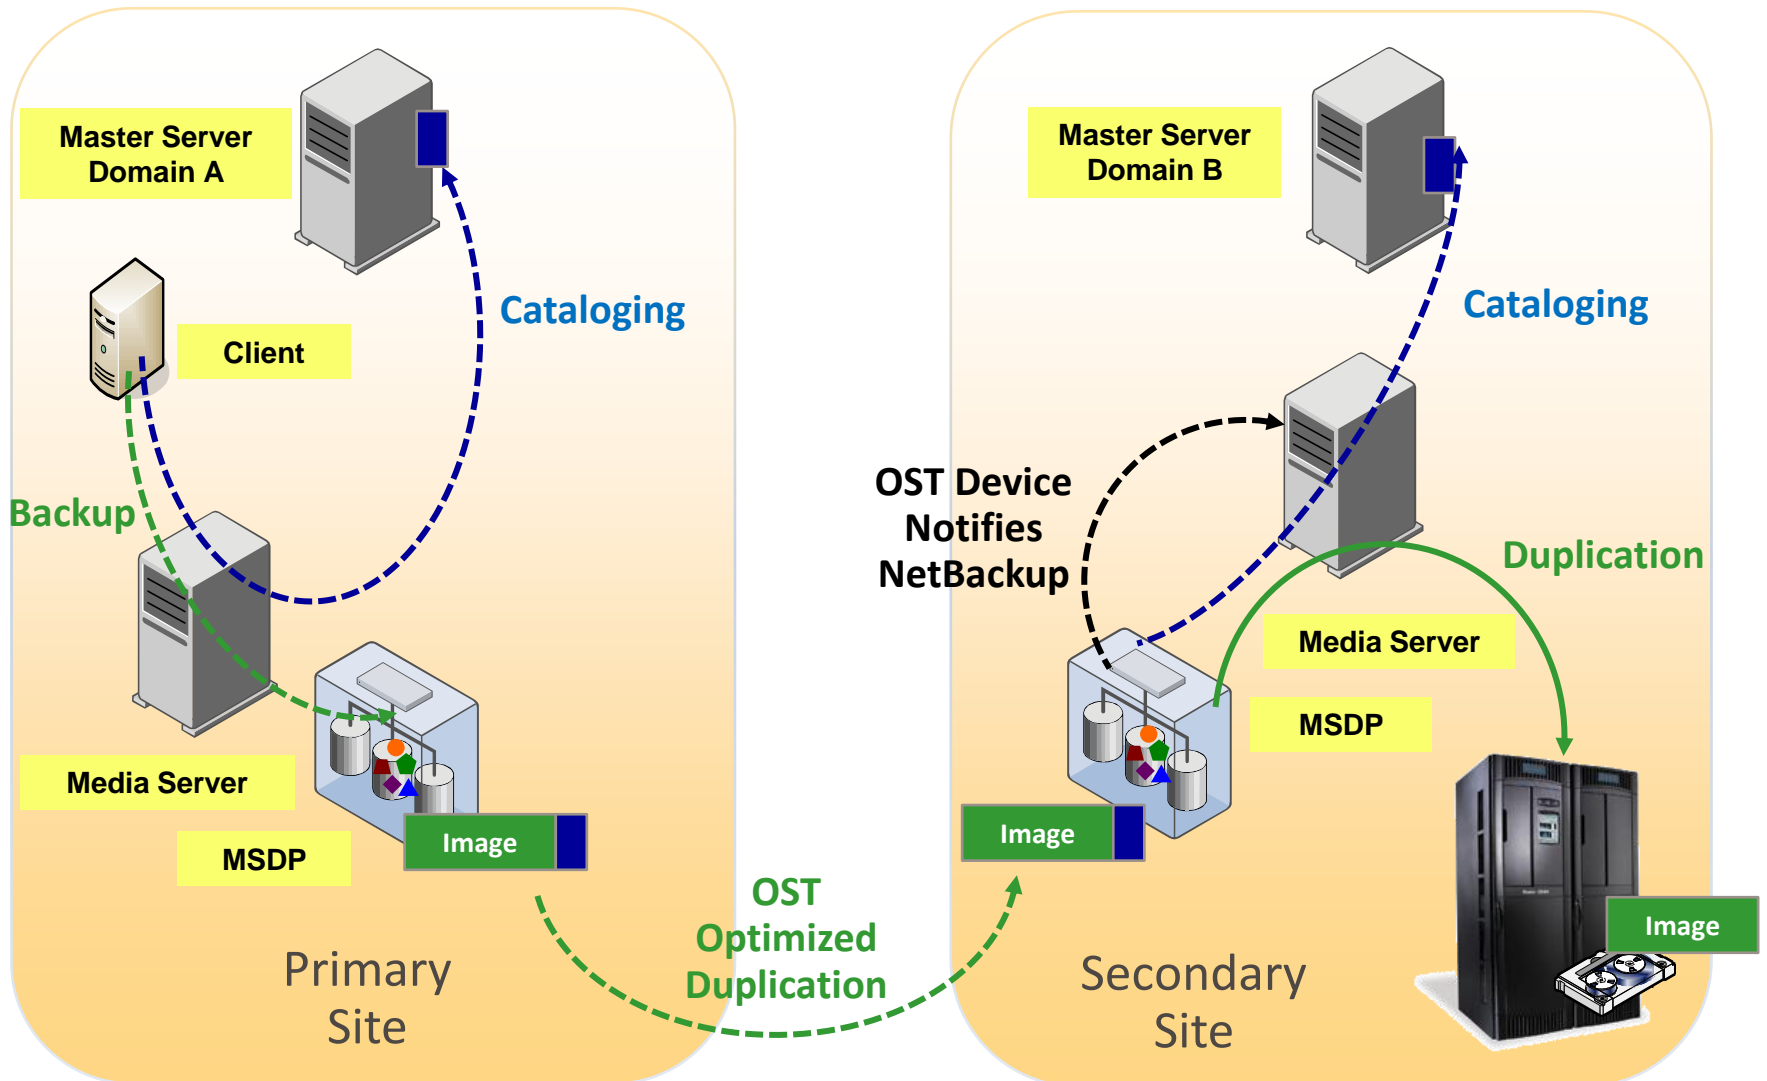 Master Server
Domain A
Client
Cataloging
Backup
Media Server
MSDP
Image
Primary
Site
OST
Optimized
Duplication
Master Server
Domain B
Cataloging
OST Device
Notifies
NetBackup
Duplication
Media Server
MSDP
Image
Image
Secondary
Site